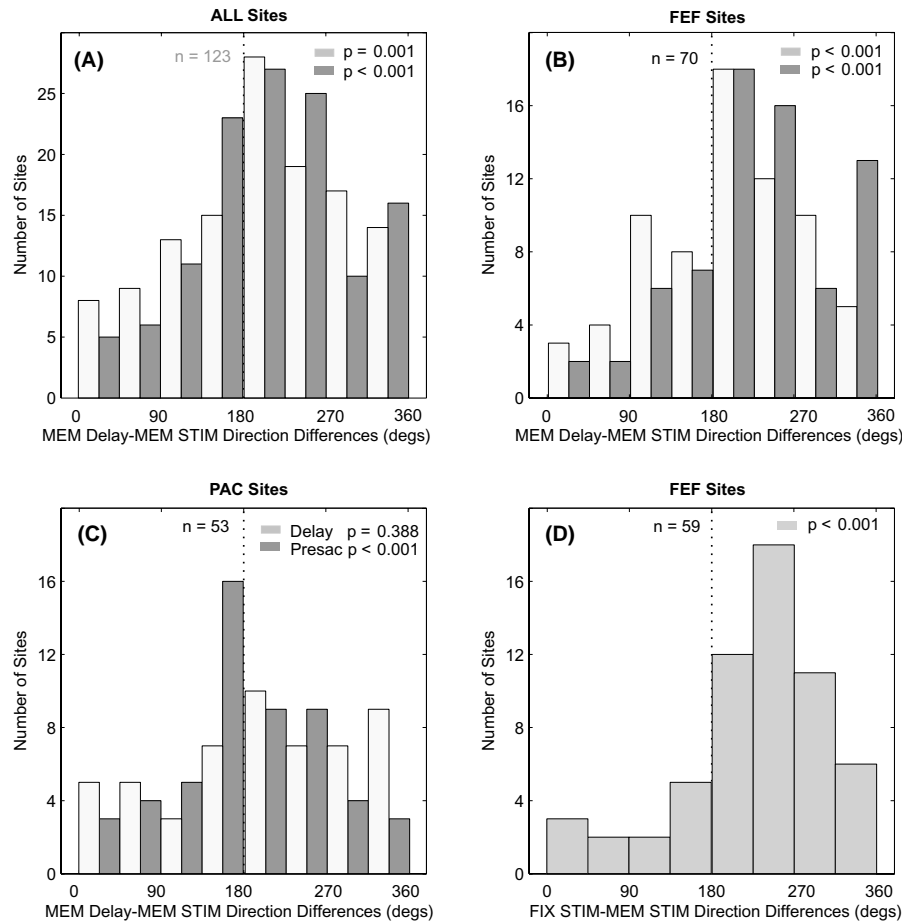 ALL Sites
(A)
n = 123
p = 0.001
p < 0.001
Number of Sites
25
20
15
10
5
0
0 90 180 270 360
MEM Delay-MEM STIM Direction Differences (degs)
FEF Sites
(B)
n = 70
p < 0.001
p < 0.001
Number of Sites
16
12
8
4
0
0 90 180 270 360
MEM Delay-MEM STIM Direction Differences (degs)
PAC Sites
(C)
n = 53
Delay p = 0.388
Presac p < 0.001
Number of Sites
16
12
8
4
0
0 90 180 270 360
MEM Delay-MEM STIM Direction Differences (degs)
FEF Sites
(D)
n = 59
p < 0.001
Number of Sites
16
12
8
4
0
0 90 180 270 360
FIX STIM-MEM STIM Direction Differences (degs)